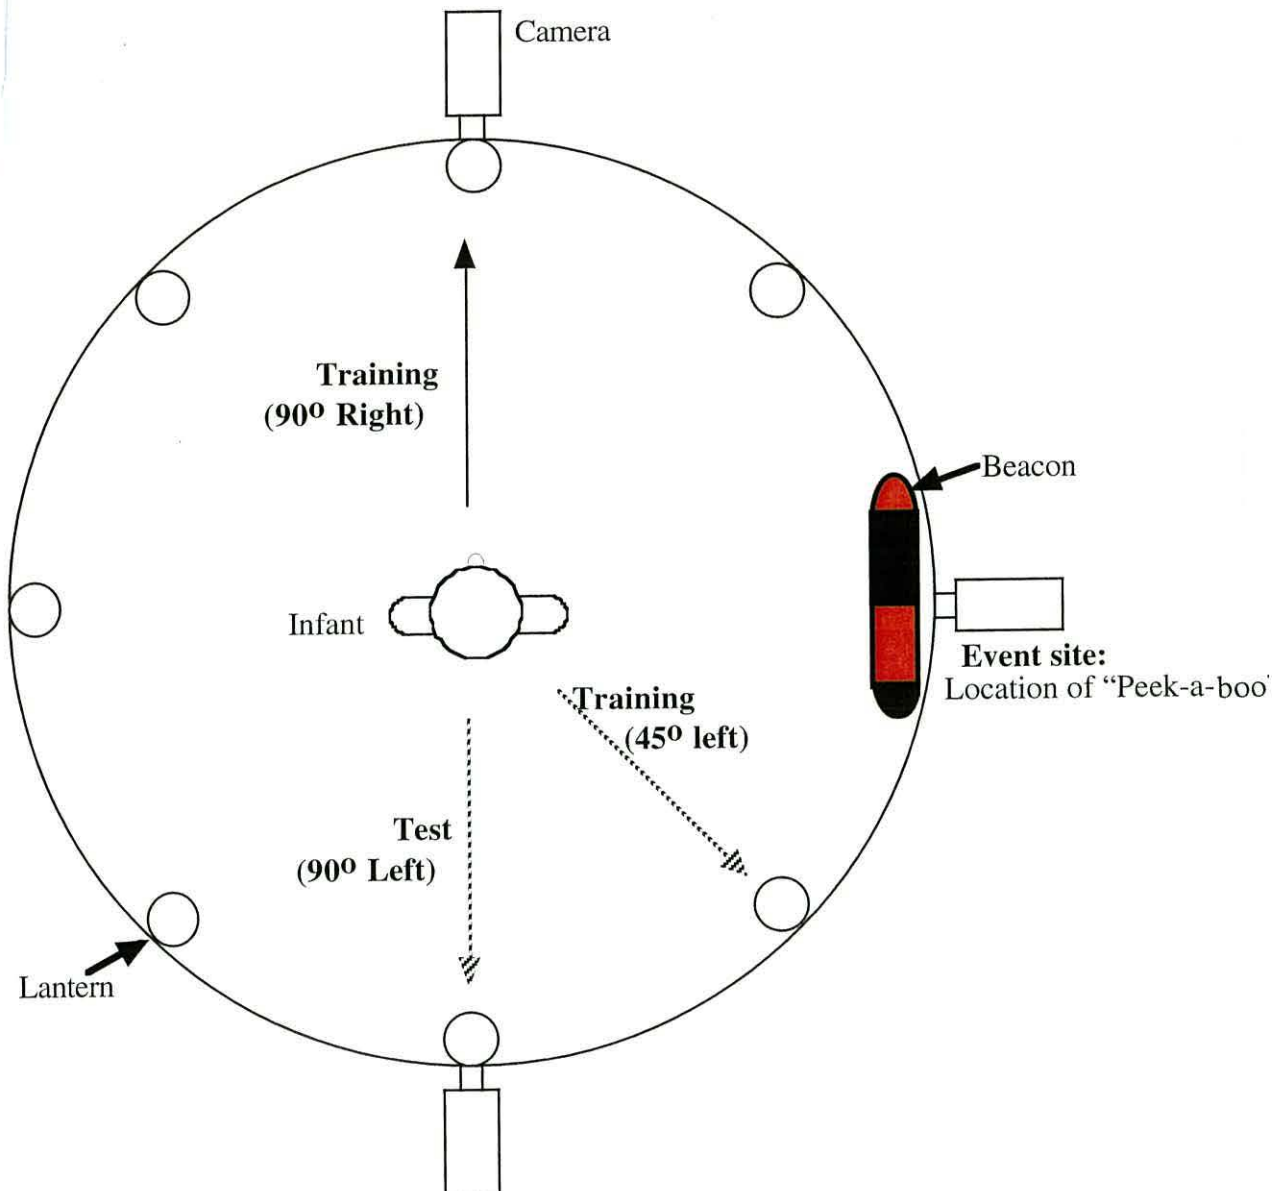 Camera
Training
(90º Right)
Beacon
Infant
Event site:
Location of “Peek-a-boo”
Training
(45º left)
Test
(90º Left)
Lantern